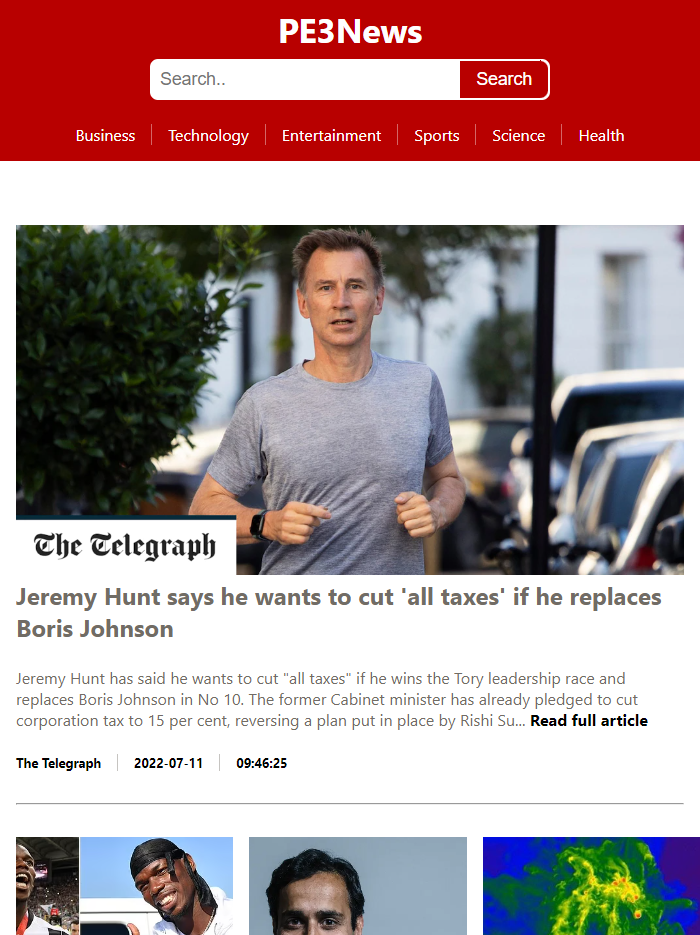 PE3News
Search..
Search
Business
Technology
Entertainment
Sports
Science
Health
The Telegraph
Jeremy Hunt says he wants to cut 'all taxes' if he replaces
Boris Johnson
Jeremy Hunt has said he wants to cut "all taxes" if he wins the Tory leadership race and
replaces Boris Johnson in No 10. The former Cabinet minister has already pledged to cut
corporation tax to 15 per cent, reversing a plan put in place by Rishi Su... Read full article
The Telegraph
2022-07-11
09:46:25